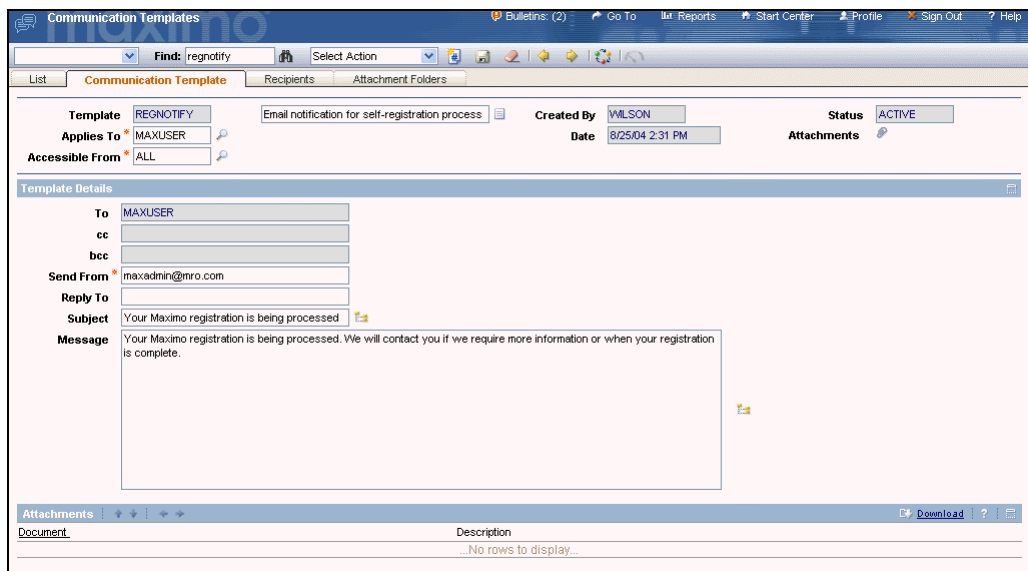 Communication Templates
Bulletins: (2) Go To Reports Start Center Profile Sign Out ? Help
maximo
Find: regnotify Select Action
List Communication Template Recipients Attachment Folders
Template REGNOTIFY Email notification for self-registration process Created By WILSON Status ACTIVE
Applies To * MAXUSER Date 8/25/04 2:31 PM Attachments
Accessible From * ALL
Template Details
To MAXUSER
cc
bcc
Send From * maxadmin@mro.com
Reply To
Subject Your Maximo registration is being processed
Message Your Maximo registration is being processed. We will contact you if we require more information or when your registration
is complete.
Attachments Download ?
Document Description
...No rows to display...